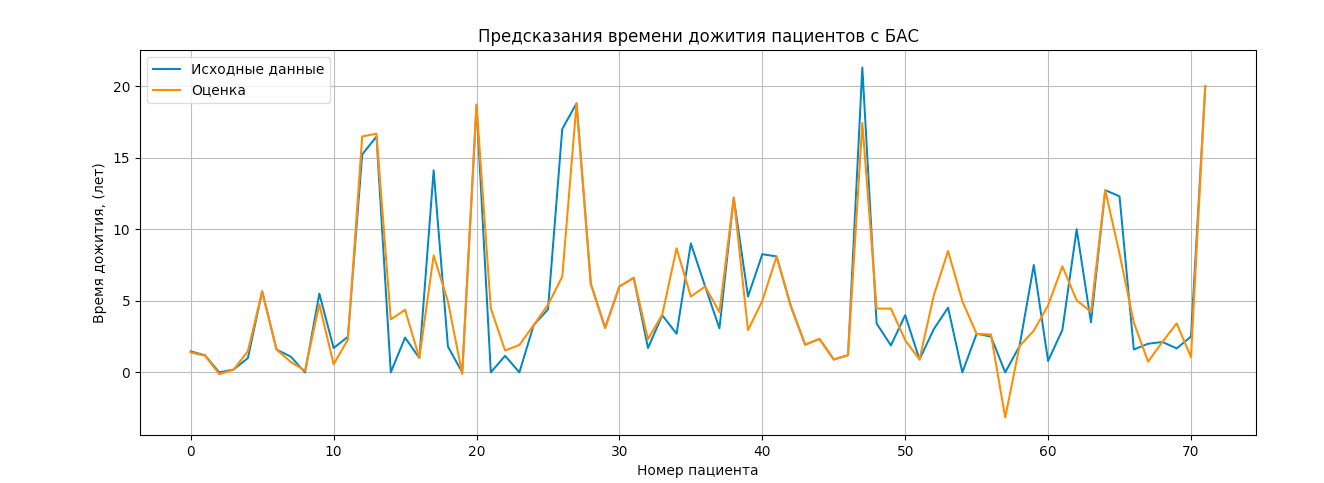 Предсказания времени дожития пациентов с БАС
Исходные данные
Оценка
Время дожития, (лет)
20
15
10
5
0
0 10 20 30 40 50 60 70
Номер пациента